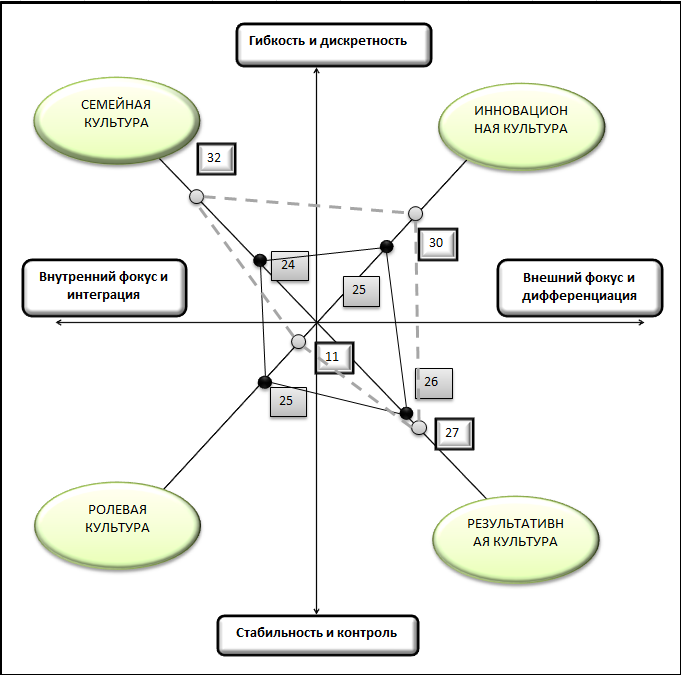 Гибкость и дискретность
СЕМЕЙНАЯ
КУЛЬТУРА
ИННОВАЦИОН
НАЯ КУЛЬТУРА
32
30
24
Внутренний фокус и
интеграция
25
Внешний фокус и
дифференциация
11
26
25
27
РОЛЕВАЯ
КУЛЬТУРА
РЕЗУЛЬТАТИВН
АЯ КУЛЬТУРА
Стабильность и контроль